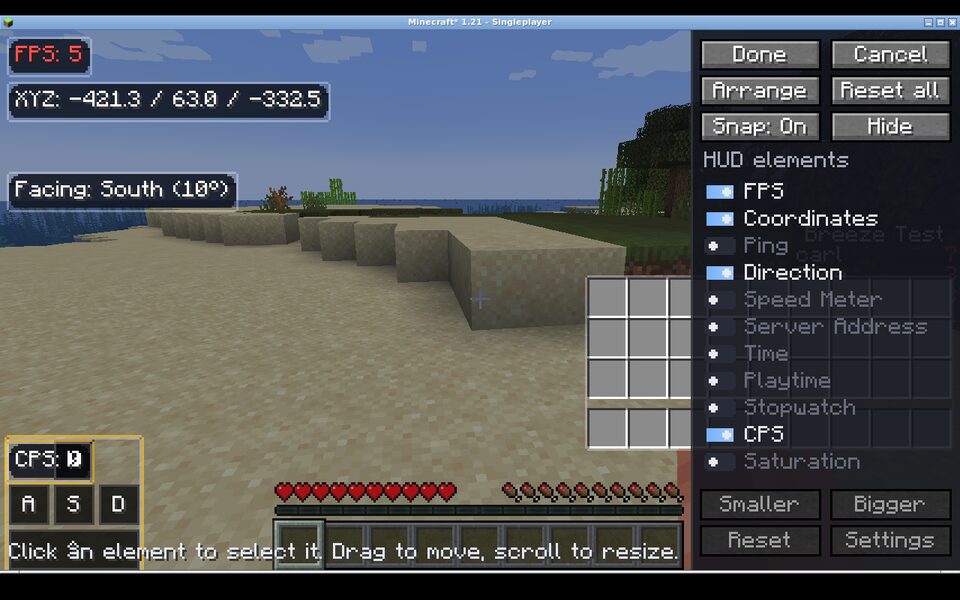 Minecraft* 1.21 - Singleplayer
FPS: 5
XYZ: -421.3 / 63.0 / -332.5
Facing: South (10°)
CPS: 0
A S D
Click an element to select it. Drag to move, scroll to resize.
Done Cancel
Arrange Reset all
Snap: On Hide
HUD elements
FPS
Coordinates
Ping
Direction
Speed Meter
Server Address
Time
Playtime
Stopwatch
CPS
Saturation
Smaller Bigger
Reset Settings
Breeze Test
carl